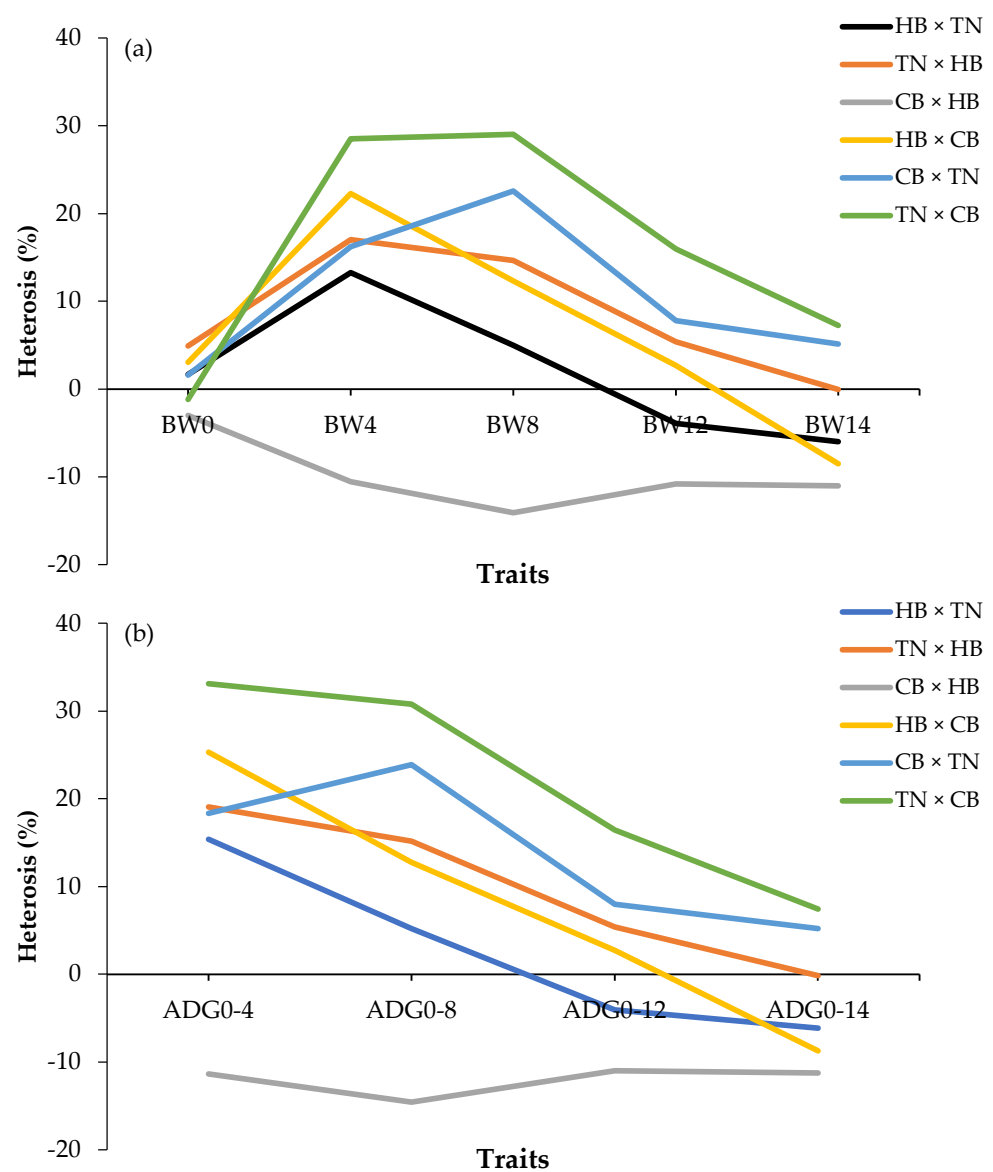 (a)
HB × TN
TN × HB
CB × HB
HB × CB
CB × TN
TN × CB
40
30
20
10
0
-10
-20
Heterosis (%)
BW0 BW4 BW8 BW12 BW14
Traits
(b)
HB × TN
TN × HB
CB × HB
HB × CB
CB × TN
TN × CB
40
30
20
10
0
-10
-20
Heterosis (%)
ADG0-4 ADG0-8 ADG0-12 ADG0-14
Traits